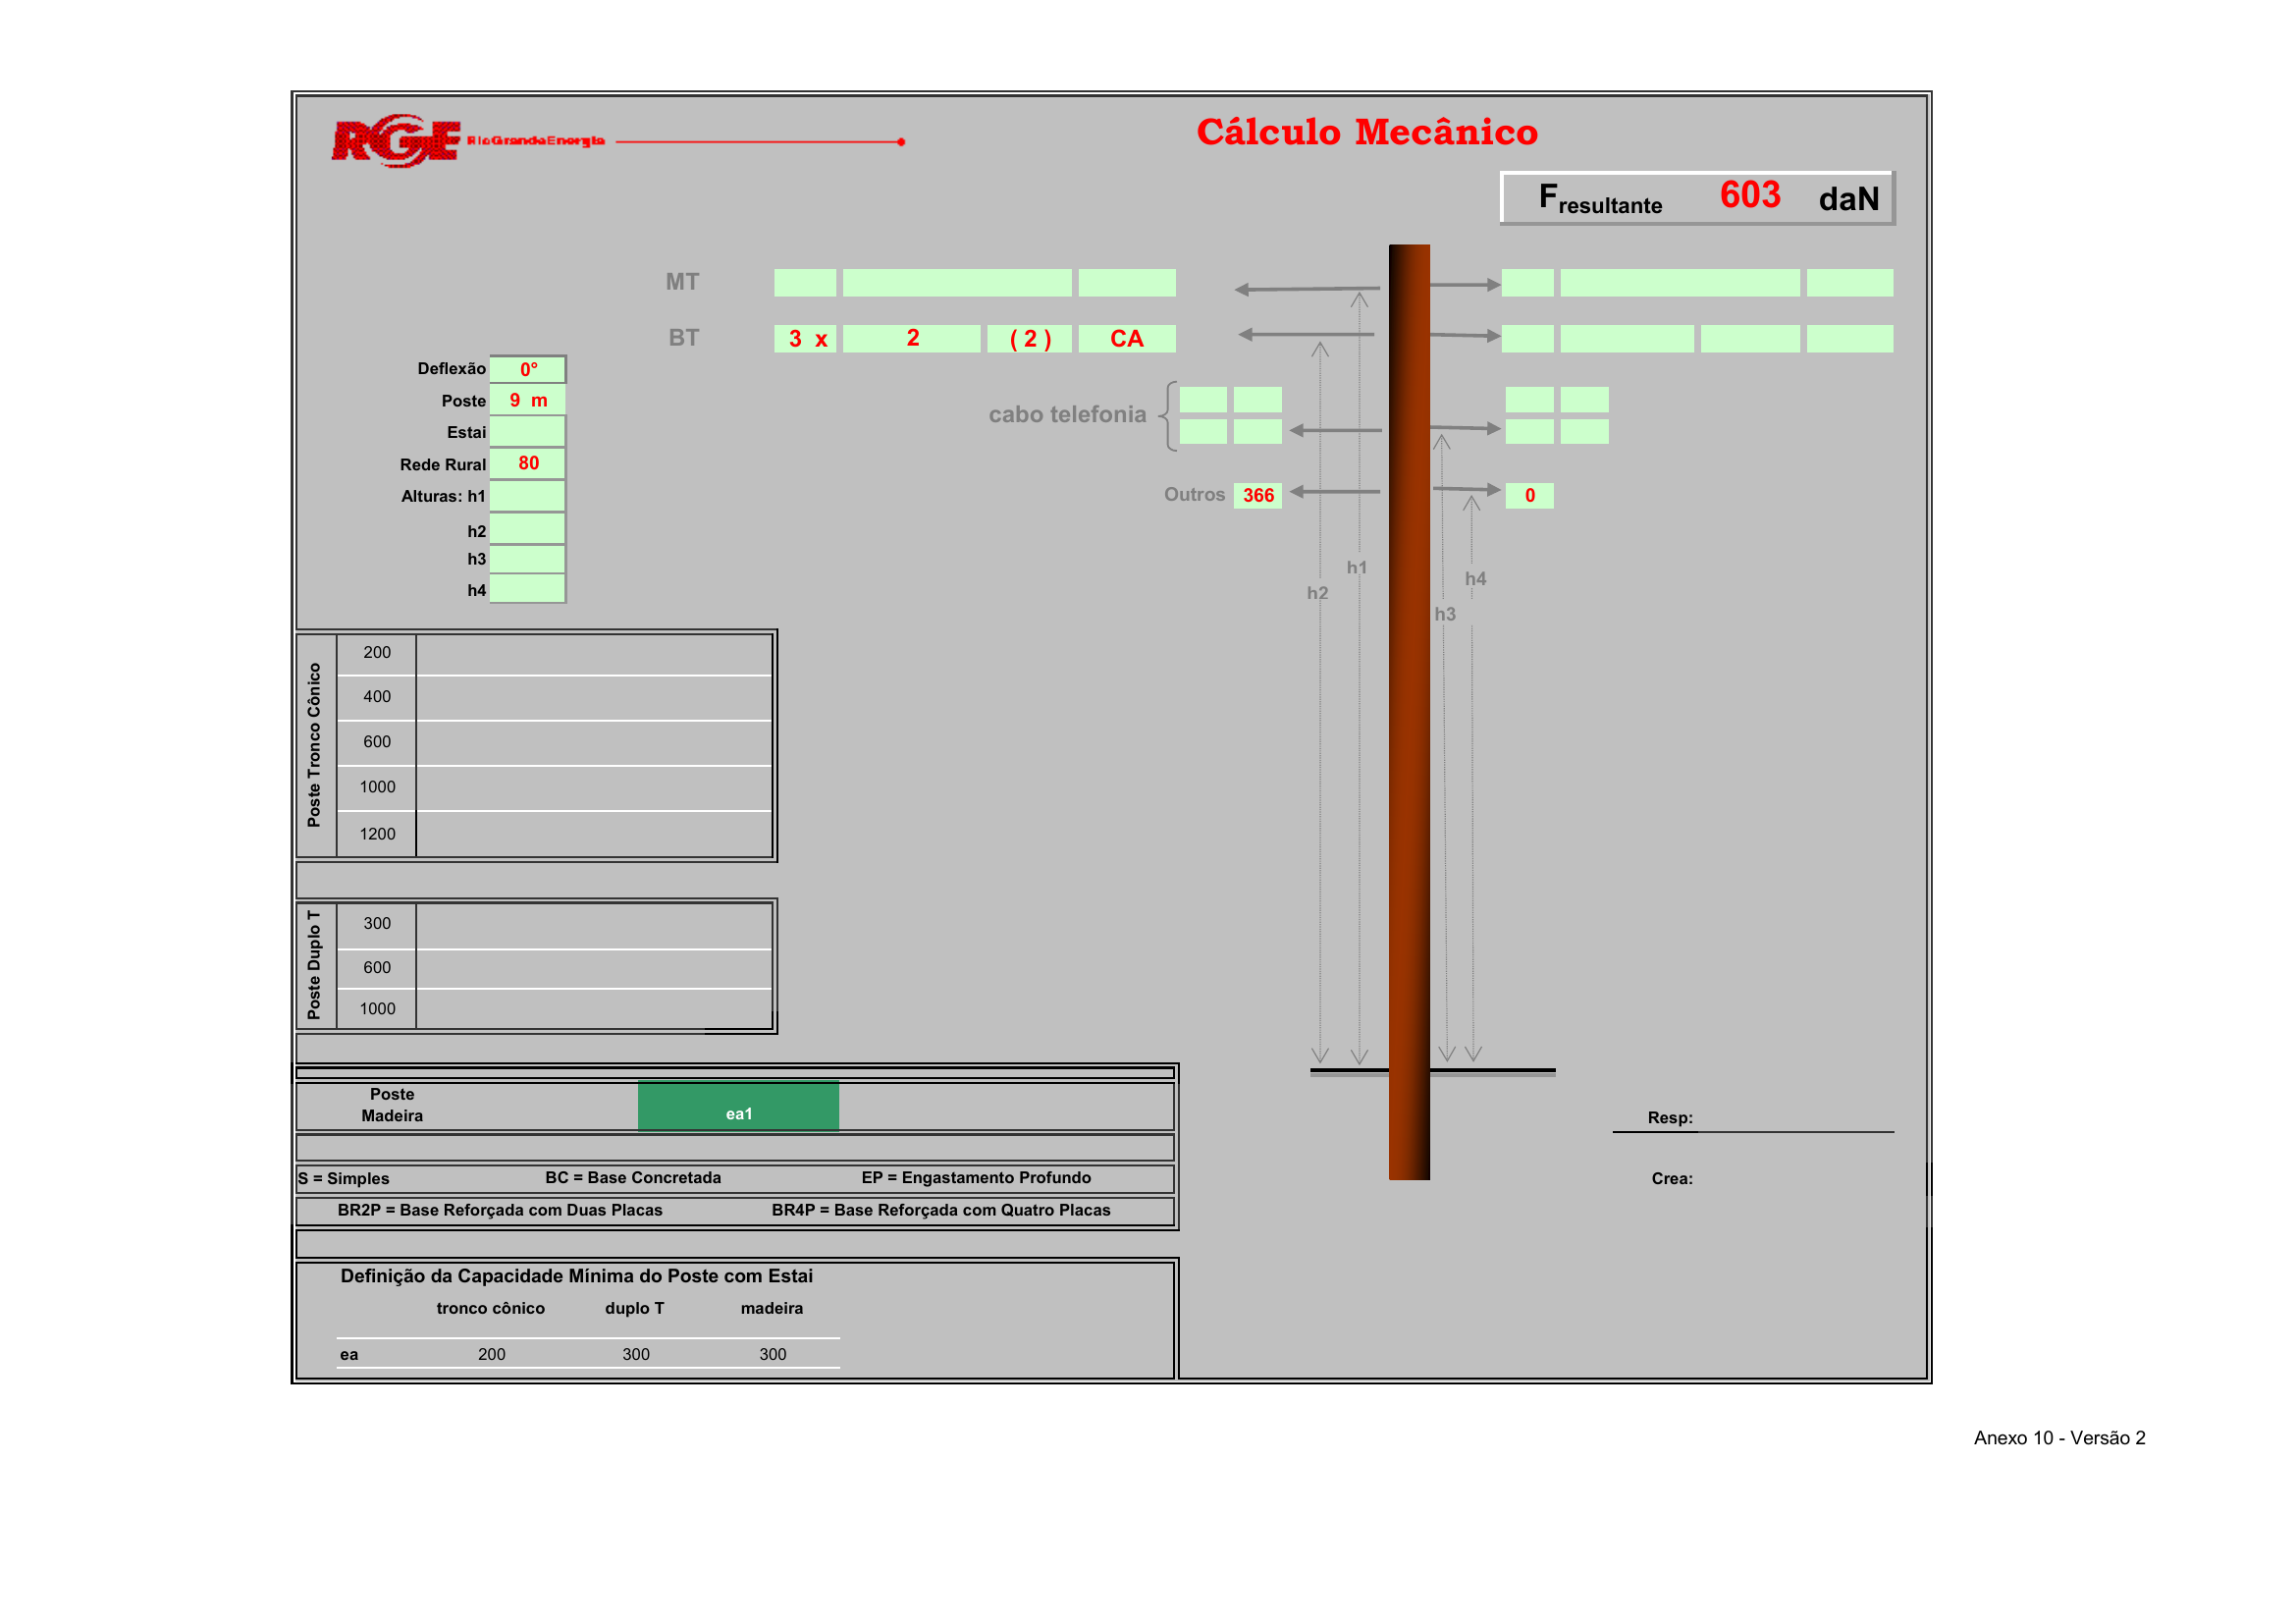 RGE RioGrandeEnergia
Cálculo Mecânico
Fresultante 603 daN
MT
BT 3 x 2 ( 2 ) CA
Deflexão 0°
Poste 9 m
cabo telefonia
Estai
Rede Rural 80
Alturas: h1
Outros 366 0
h2
h3
h4
h1
h2
h4
h3
Poste Tronco Cônico
200
400
600
1000
1200
Poste Duplo T
300
600
1000
Poste
Madeira
ea1
Resp:
S = Simples BC = Base Concretada EP = Engastamento Profundo
Crea:
BR2P = Base Reforçada com Duas Placas BR4P = Base Reforçada com Quatro Placas
Definição da Capacidade Mínima do Poste com Estai
tronco cônico duplo T madeira
ea 200 300 300
Anexo 10 - Versão 2